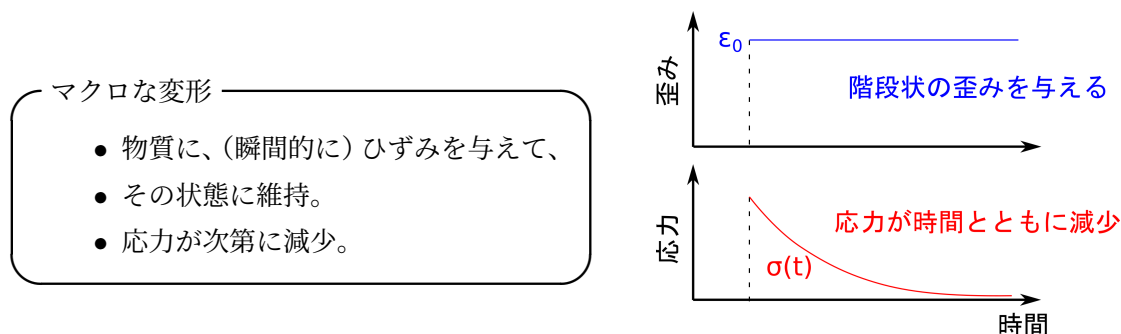 マクロな変形
● 物質に、（瞬間的に）ひずみを与えて、
● その状態に維持。
● 応力が次第に減少。
歪み
ε₀
階段状の歪みを与える
応力
応力が時間とともに減少
σ(t)
時間